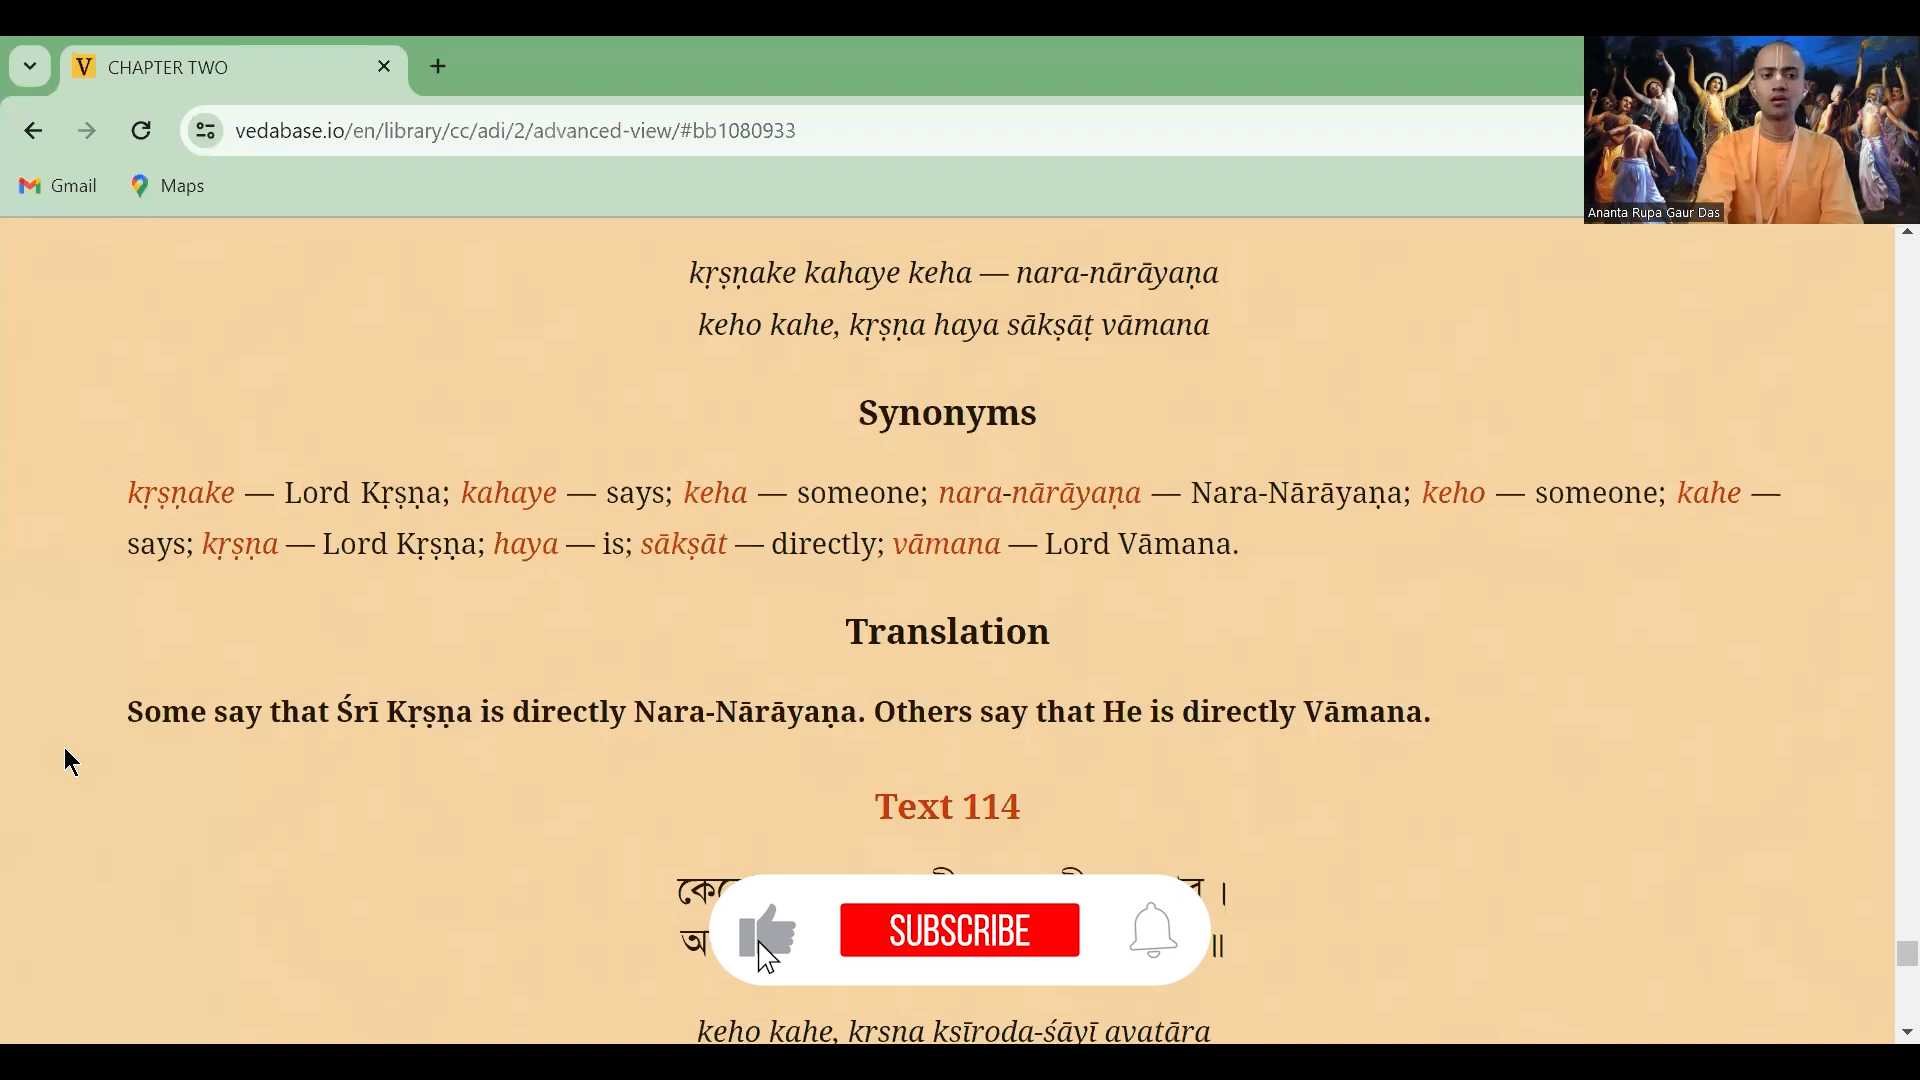 CHAPTER TWO
vedabase.io/en/library/cc/adi/2/advanced-view/#bb1080933
Gmail Maps
Ananta Rupa Gaur Das
kṛṣṇake kahaye keha — nara-nārāyaṇa
keho kahe, kṛṣṇa haya sākṣāṭ vāmana
Synonyms
kṛṣṇake — Lord Kṛṣṇa; kahaye — says; keha — someone; nara-nārāyaṇa — Nara-Nārāyaṇa; keho — someone; kahe —
says; kṛṣṇa — Lord Kṛṣṇa; haya — is; sākṣāt — directly; vāmana — Lord Vāmana.
Translation
Some say that Śrī Kṛṣṇa is directly Nara-Nārāyaṇa. Others say that He is directly Vāmana.
Text 114
SUBSCRIBE
keho kahe, kṛṣṇa kṣīroda-śāyī avatāra